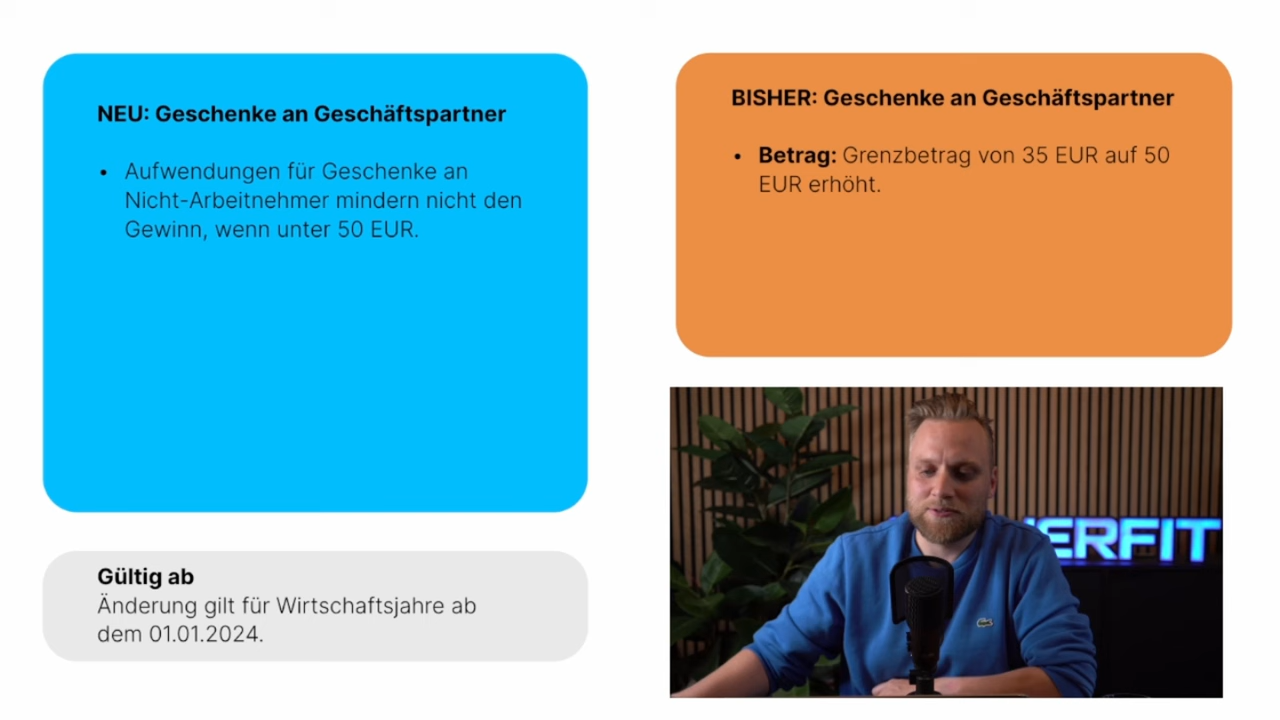 NEU: Geschenke an Geschäftspartner
• Aufwendungen für Geschenke an
Nicht-Arbeitnehmer mindern nicht den
Gewinn, wenn unter 50 EUR.
Gültig ab
Änderung gilt für Wirtschaftsjahre ab
dem 01.01.2024.
BISHER: Geschenke an Geschäftspartner
• Betrag: Grenzbetrag von 35 EUR auf 50
EUR erhöht.
ERFIT